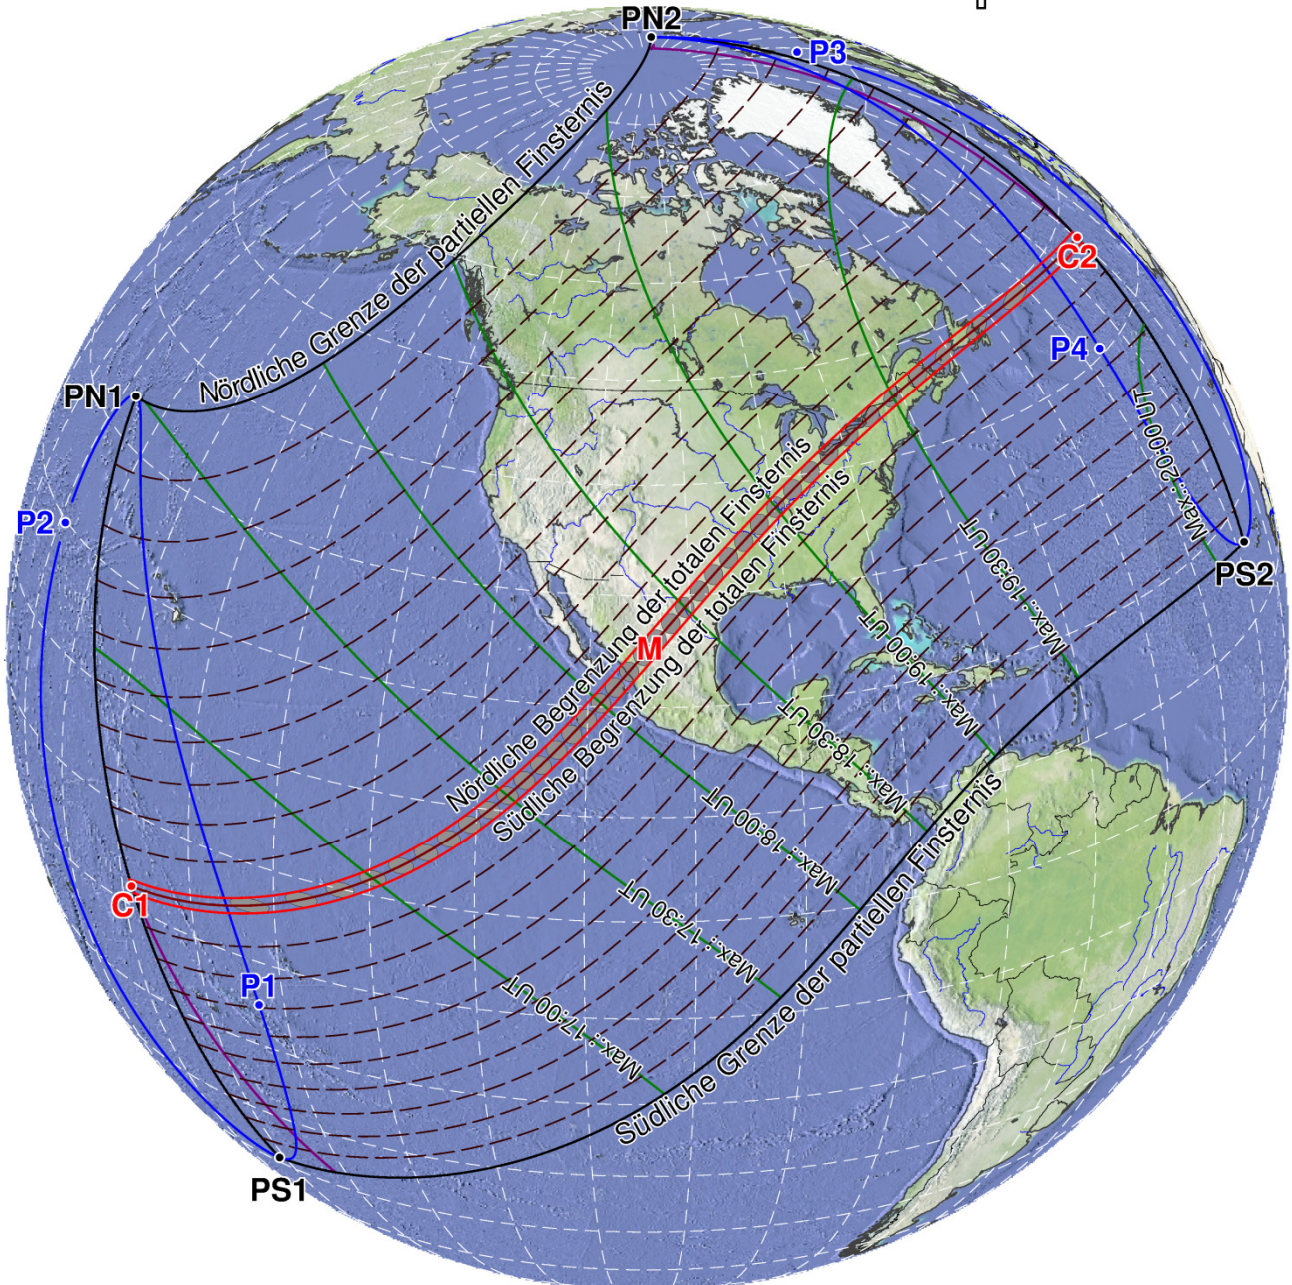 PN2
P3
Nördliche Grenze der partiellen Finsternis
C2
P4
PN1
Max.: 20:00 UT
P2
Max.: 19:30 UT
PS2
Nördliche Begrenzung der totalen Finsternis
Südliche Begrenzung der totalen Finsternis
M
Max.: 19:00 UT
Max.: 18:30 UT
Max.: 18:00 UT
Max.: 17:30 UT
Max.: 17:00 UT
C1
P1
Südliche Grenze der partiellen Finsternis
PS1